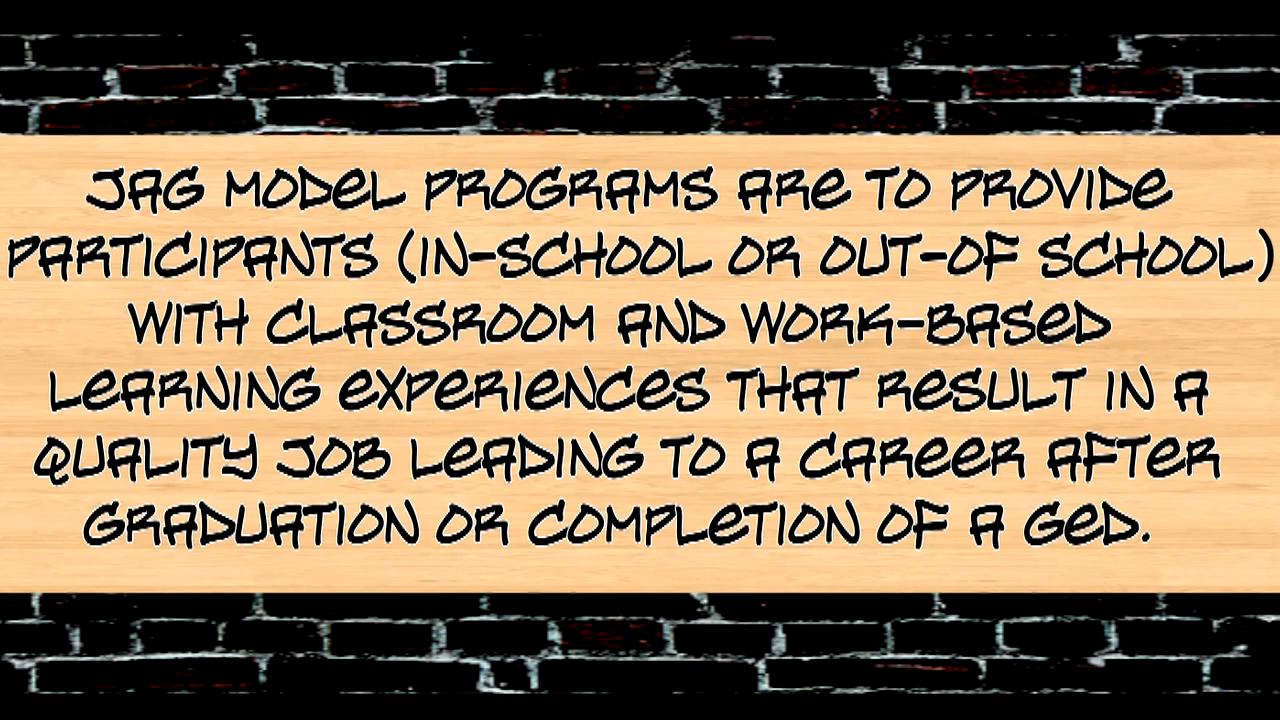 JAG MODEL PROGRAMS ARE TO PROVIDE
PARTICIPANTS (IN-SCHOOL OR OUT-OF SCHOOL)
WITH CLASSROOM AND WORK-BASED
LEARNING EXPERIENCES THAT RESULT IN A
QUALITY JOB LEADING TO A CAREER AFTER
GRADUATION OR COMPLETION OF A GED.